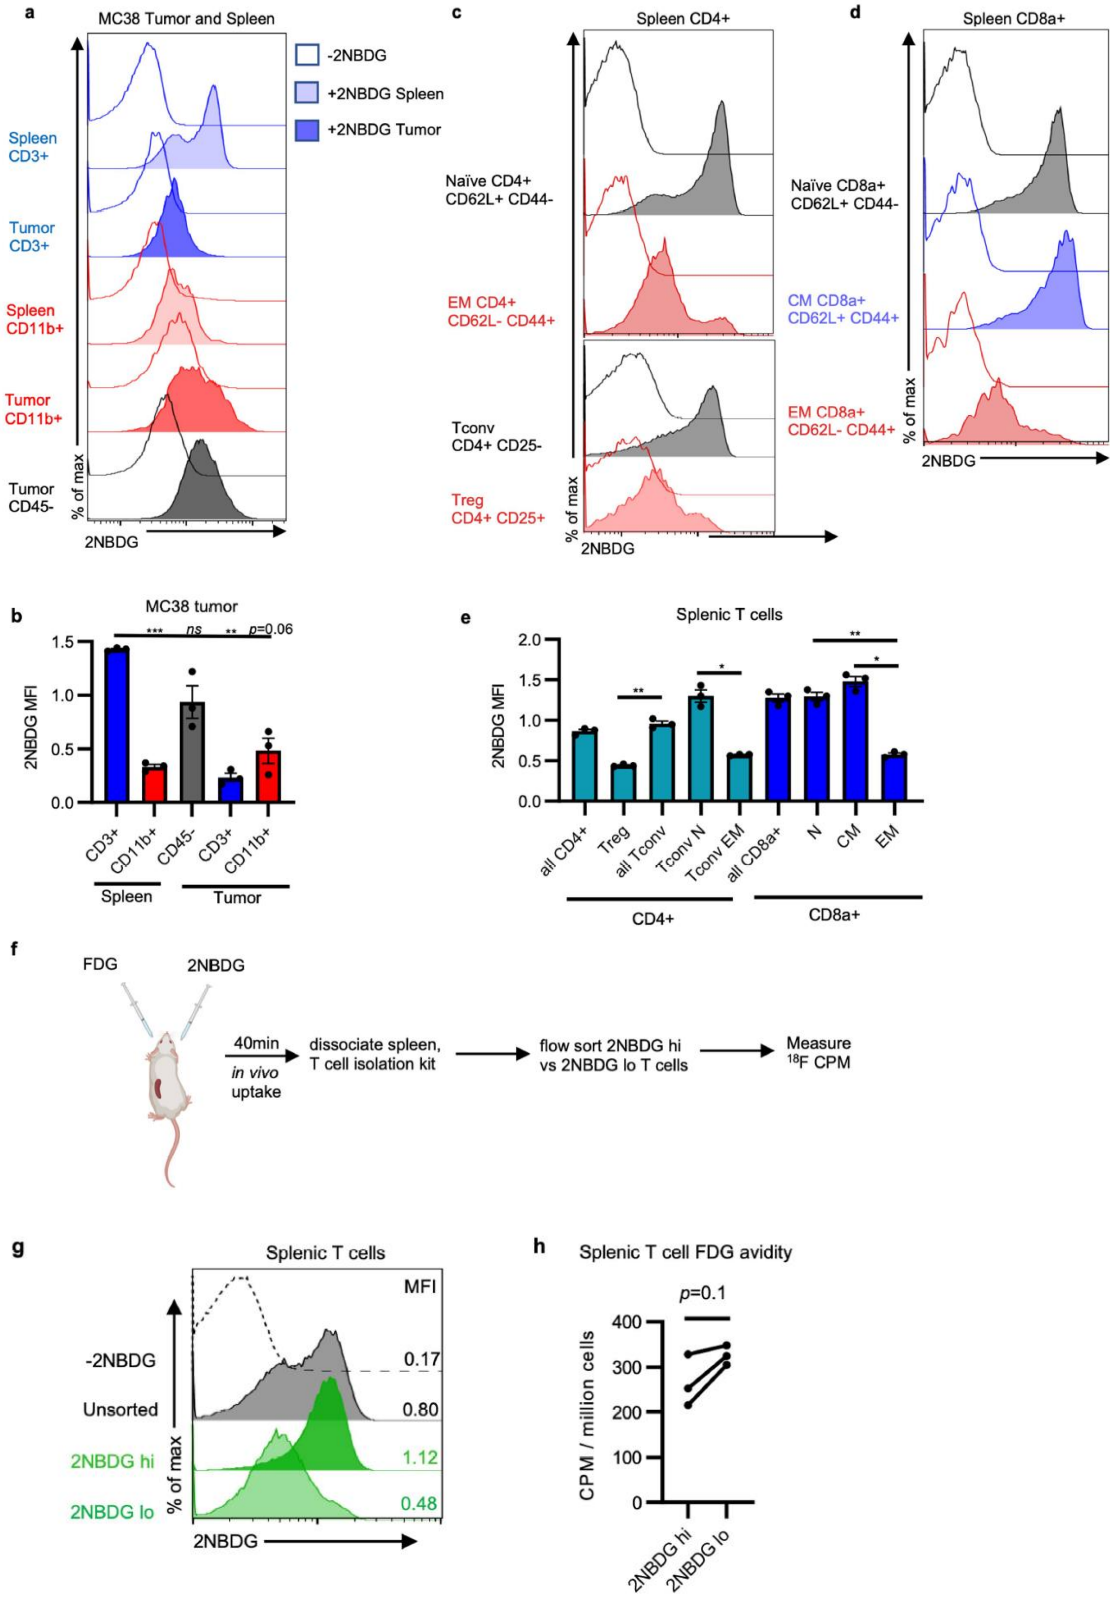 a
MC38 Tumor and Spleen
-2NBDG
+2NBDG Spleen
+2NBDG Tumor
Spleen
CD3+
Tumor
CD3+
Spleen
CD11b+
Tumor
CD11b+
Tumor
CD45-
% of max
2NBDG
c
Spleen CD4+
Naïve CD4+
CD62L+ CD44-
EM CD4+
CD62L- CD44+
Tconv
CD4+ CD25-
Treg
CD4+ CD25+
% of max
2NBDG
d
Spleen CD8a+
Naïve CD8a+
CD62L+ CD44-
CM CD8a+
CD62L+ CD44+
EM CD8a+
CD62L- CD44+
% of max
2NBDG
b
MC38 tumor
*** ns ** p=0.06
2NBDG MFI
1.5
1.0
0.5
0.0
CD3+
CD11b+
CD45-
CD3+
CD11b+
Spleen
Tumor
e
Splenic T cells
2NBDG MFI
2.0
1.5
1.0
0.5
0.0
**
*
**
*
all CD4+
Treg
all Tconv
Tconv N
Tconv EM
all CD8a+
N
CM
EM
CD4+
CD8a+
f
FDG
2NBDG
40min
in vivo
uptake
dissociate spleen,
T cell isolation kit
flow sort 2NBDG hi
vs 2NBDG lo T cells
Measure
¹⁸F CPM
g
Splenic T cells
MFI
-2NBDG
0.17
Unsorted
0.80
2NBDG hi
1.12
2NBDG lo
0.48
% of max
2NBDG
h
Splenic T cell FDG avidity
p=0.1
CPM / million cells
400
300
200
100
0
2NBDG hi
2NBDG lo